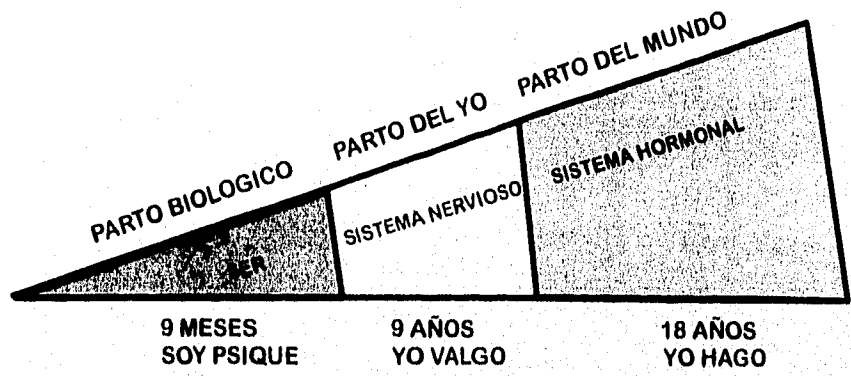 PARTO BIOLOGICO
PARTO DEL YO
PARTO DEL MUNDO
SER
SISTEMA NERVIOSO
SISTEMA HORMONAL
9 MESES
SOY PSIQUE
9 AÑOS
YO VALGO
18 AÑOS
YO HAGO